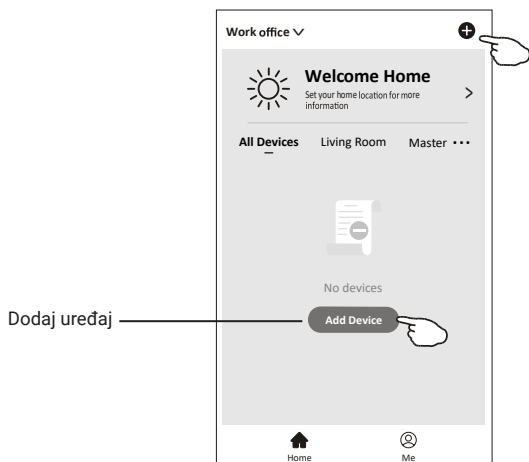 Work office
Welcome Home
Set your home location for more
information
All Devices Living Room Master
No devices
Dodaj uređaj
Add Device
Home Me